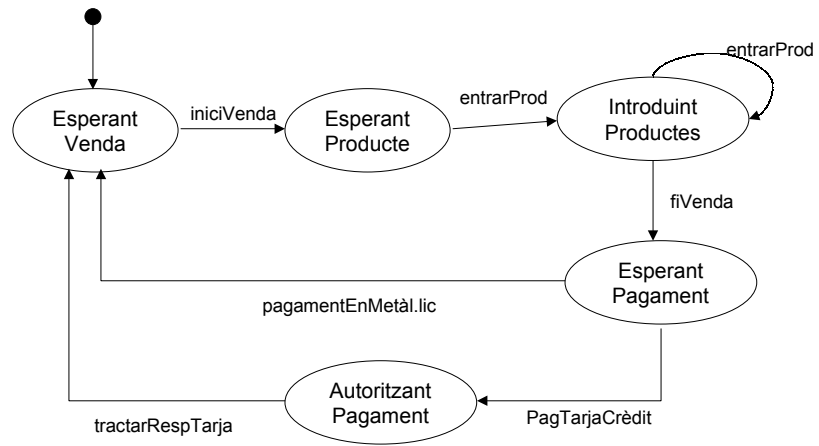 entrarProd
Esperant
Venda
iniciVenda
Esperant
Producte
entrarProd
Introduint
Productes
fiVenda
Esperant
Pagament
pagamentEnMetàl.lic
Autoritzant
Pagament
tractarRespTarja
PagTarjaCrèdit